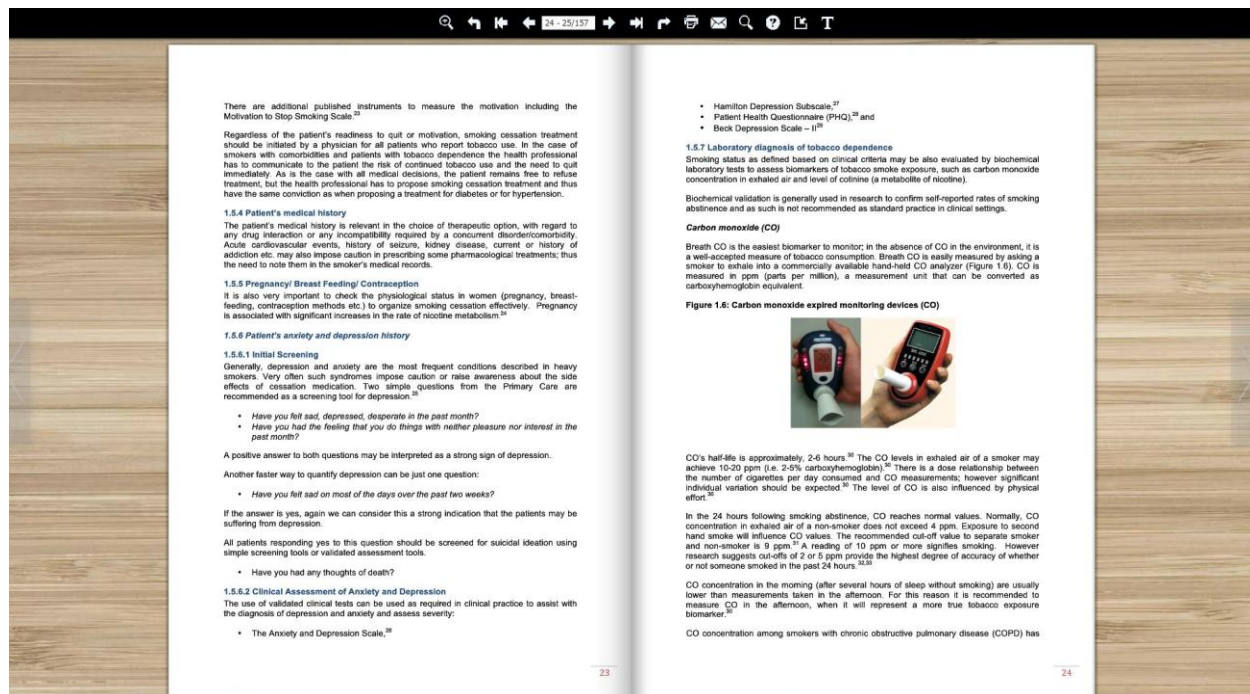 24 - 25/157
There are additional published instruments to measure the motivation including the
Motivation to Stop Smoking Scale.23
Regardless of the patient's readiness to quit or motivation, smoking cessation treatment
should be initiated by a physician for all patients who report tobacco use. In the case of
smokers with comorbidities and patients with tobacco dependence the health professional
has to communicate to the patient the risk of continued tobacco use and the need to quit
immediately. As is the case with all medical decisions, the patient remains free to refuse
treatment, but the health professional has to propose smoking cessation treatment and thus
have the same conviction as when proposing a treatment for diabetes or for hypertension.
1.5.4 Patient's medical history
The patient's medical history is relevant in the choice of therapeutic option, with regard to
any drug interaction or any incompatibility required by a concurrent disorder/comorbidity.
Acute cardiovascular events, history of seizure, kidney disease, current or history of
addiction etc. may also impose caution in prescribing some pharmacological treatments; thus
the need to note them in the smoker's medical records.
1.5.5 Pregnancy/ Breast Feeding/ Contraception
It is also very important to check the physiological status in women (pregnancy, breast-
feeding, contraception methods etc.) to organize smoking cessation effectively. Pregnancy
is associated with significant increases in the rate of nicotine metabolism.24
1.5.6 Patient's anxiety and depression history
1.5.6.1 Initial Screening
Generally, depression and anxiety are the most frequent conditions described in heavy
smokers. Very often such syndromes impose caution or raise awareness about the side
effects of cessation medication. Two simple questions from the Primary Care are
recommended as a screening tool for depression.25
• Have you felt sad, depressed, desperate in the past month?
• Have you had the feeling that you do things with neither pleasure nor interest in the
past month?
A positive answer to both questions may be interpreted as a strong sign of depression.
Another faster way to quantify depression can be just one question:
• Have you felt sad on most of the days over the past two weeks?
If the answer is yes, again we can consider this a strong indication that the patients may be
suffering from depression.
All patients responding yes to this question should be screened for suicidal ideation using
simple screening tools or validated assessment tools.
• Have you had any thoughts of death?
1.5.6.2 Clinical Assessment of Anxiety and Depression
The use of validated clinical tests can be used as required in clinical practice to assist with
the diagnosis of depression and anxiety and assess severity:
• The Anxiety and Depression Scale,26
23
• Hamilton Depression Subscale,27
• Patient Health Questionnaire (PHQ),28 and
• Beck Depression Scale – II29
1.5.7 Laboratory diagnosis of tobacco dependence
Smoking status as defined based on clinical criteria may be also evaluated by biochemical
laboratory tests to assess biomarkers of tobacco smoke exposure, such as carbon monoxide
concentration in exhaled air and level of cotinine (a metabolite of nicotine).
Biochemical validation is generally used in research to confirm self-reported rates of smoking
abstinence and as such is not recommended as standard practice in clinical settings.
Carbon monoxide (CO)
Breath CO is the easiest biomarker to monitor; in the absence of CO in the environment, it is
a well-accepted measure of tobacco consumption. Breath CO is easily measured by asking a
smoker to exhale into a commercially available hand-held CO analyzer (Figure 1.6). CO is
measured in ppm (parts per million), a measurement unit that can be converted as
carboxyhemoglobin equivalent.
Figure 1.6: Carbon monoxide expired monitoring devices (CO)
CO's half-life is approximately, 2-6 hours.30 The CO levels in exhaled air of a smoker may
achieve 10-20 ppm (i.e. 2-5% carboxyhemoglobin).30 There is a dose relationship between
the number of cigarettes per day consumed and CO measurements; however significant
individual variation should be expected.30 The level of CO is also influenced by physical
effort.30
In the 24 hours following smoking abstinence, CO reaches normal values. Normally, CO
concentration in exhaled air of a non-smoker does not exceed 4 ppm. Exposure to second
hand smoke will influence CO values. The recommended cut-off value to separate smoker
and non-smoker is 9 ppm.31 A reading of 10 ppm or more signifies smoking. However
research suggests cut-offs of 2 or 5 ppm provide the highest degree of accuracy of whether
or not someone smoked in the past 24 hours.32,33
CO concentration in the morning (after several hours of sleep without smoking) are usually
lower than measurements taken in the afternoon. For this reason it is recommended to
measure CO in the afternoon, when it will represent a more true tobacco exposure
biomarker.30
CO concentration among smokers with chronic obstructive pulmonary disease (COPD) has
24